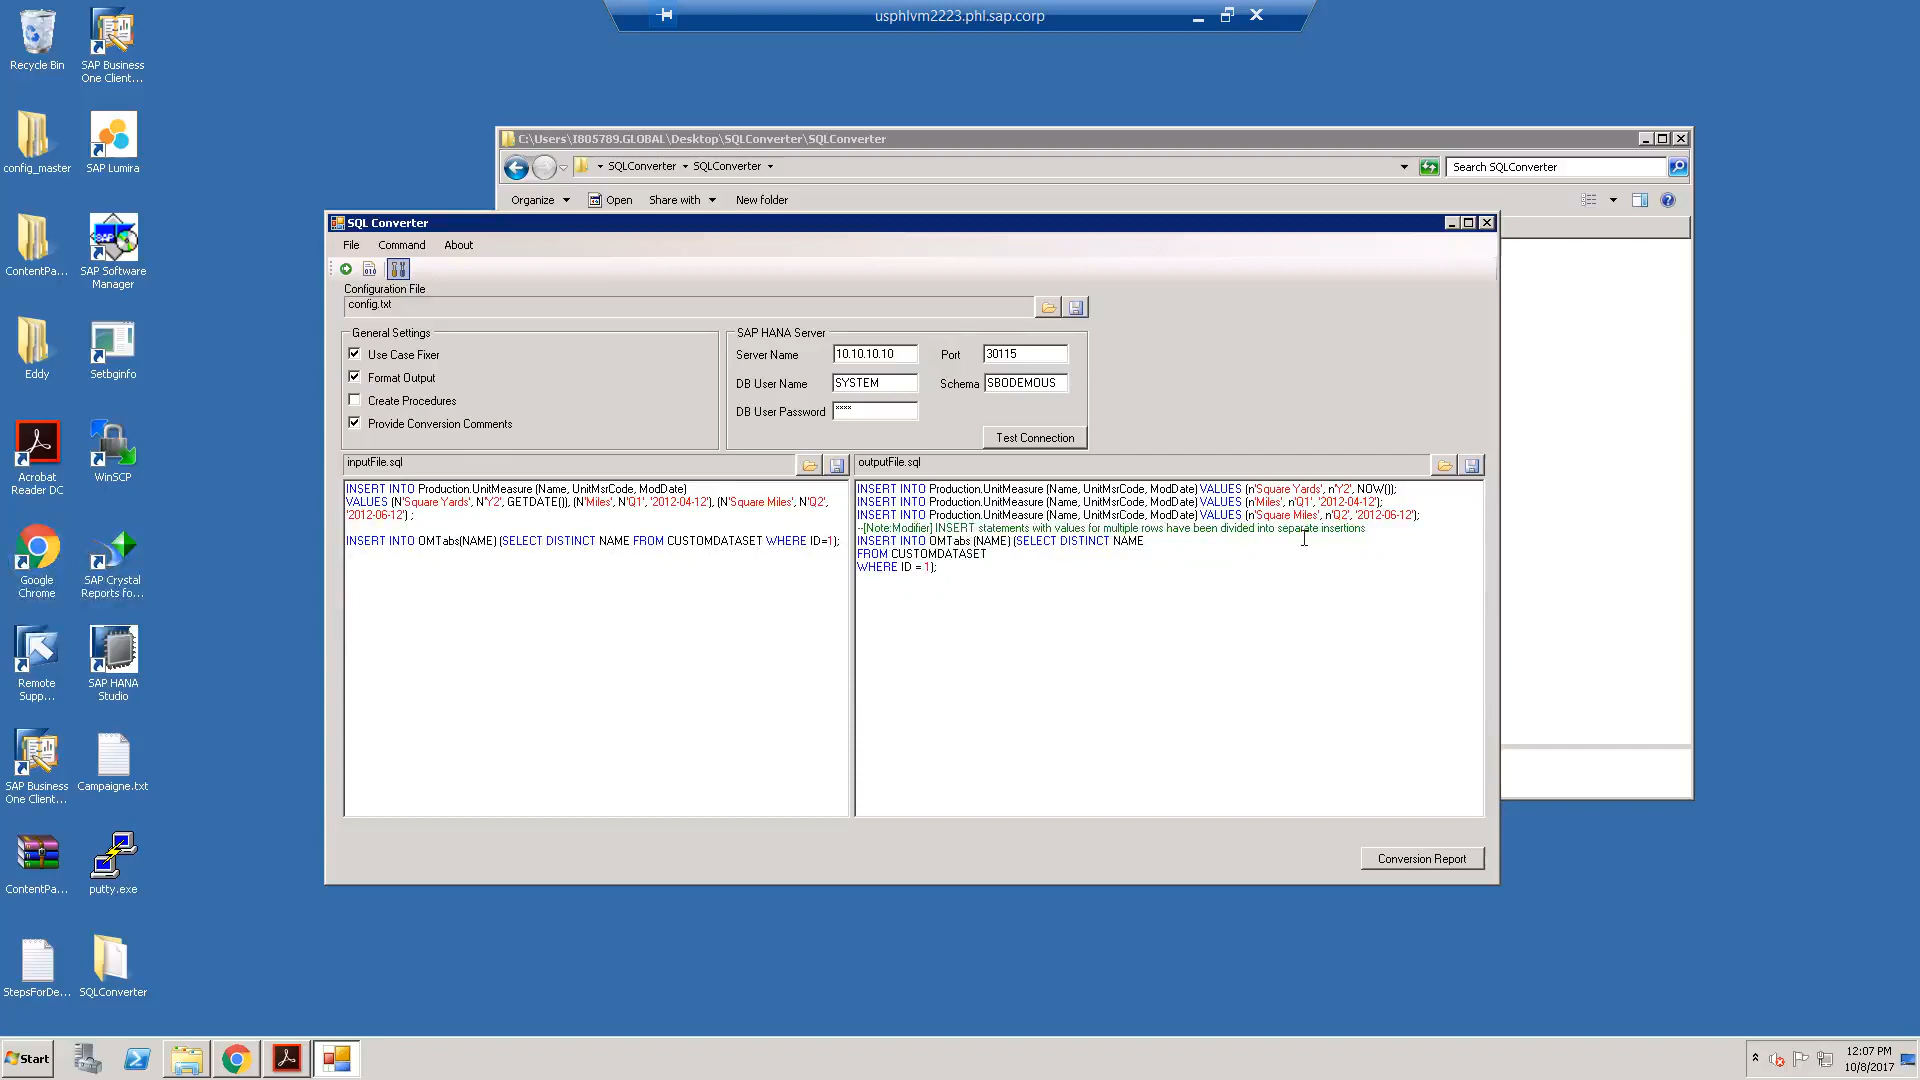 usphlvm2223.phl.sap.corp
Recycle Bin
SAP Business
One Client...
config_master
SAP Lumira
ContentPa...
SAP Software
Manager
Eddy
Setbginfo
Acrobat
Reader DC
WinSCP
Google
Chrome
SAP Crystal
Reports fo...
Remote
Supp...
SAP HANA
Studio
SAP Business
One Client...
Campaigne.txt
ContentPa...
putty.exe
StepsForDe...
SQLConverter
C:\Users\I805789.GLOBAL\Desktop\SQLConverter\SQLConverter
SQLConverter
SQLConverter
Search SQLConverter
Organize
Open
Share with
New folder
SQL Converter
File
Command
About
Configuration File
config.txt
General Settings
Use Case Fixer
Format Output
Create Procedures
Provide Conversion Comments
SAP HANA Server
Server Name
10.10.10.10
Port
30115
DB User Name
SYSTEM
Schema
SBODEMOUS
DB User Password
****
Test Connection
inputFile.sql
INSERT INTO Production.UnitMeasure (Name, UnitMsrCode, ModDate)
VALUES (N'Square Yards', N'Y2', GETDATE()), (N'Miles', N'Q1', '2012-04-12'), (N'Square Miles', N'Q2',
'2012-06-12') ;
INSERT INTO OMTabs(NAME) (SELECT DISTINCT NAME FROM CUSTOMDATASET WHERE ID=1);
outputFile.sql
INSERT INTO Production.UnitMeasure (Name, UnitMsrCode, ModDate) VALUES (n'Square Yards', n'Y2', NOW());
INSERT INTO Production.UnitMeasure (Name, UnitMsrCode, ModDate) VALUES (n'Miles', n'Q1', '2012-04-12');
INSERT INTO Production.UnitMeasure (Name, UnitMsrCode, ModDate) VALUES (n'Square Miles', n'Q2', '2012-06-12');
--[Note:Modifier] INSERT statements with values for multiple rows have been divided into separate insertions
INSERT INTO OMTabs (NAME) (SELECT DISTINCT NAME
FROM CUSTOMDATASET
WHERE ID = 1);
Conversion Report
Start
12:07 PM
10/8/2017